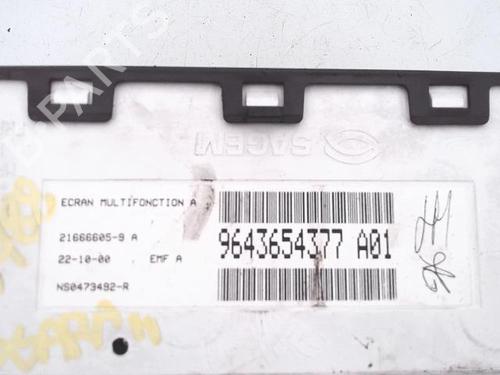 B-PARTS
SAGEM
ECRAN MULTIFONCTION A
21666605-9 A
22-10-00 EMF A
NS0473492-R
9643654377 A01